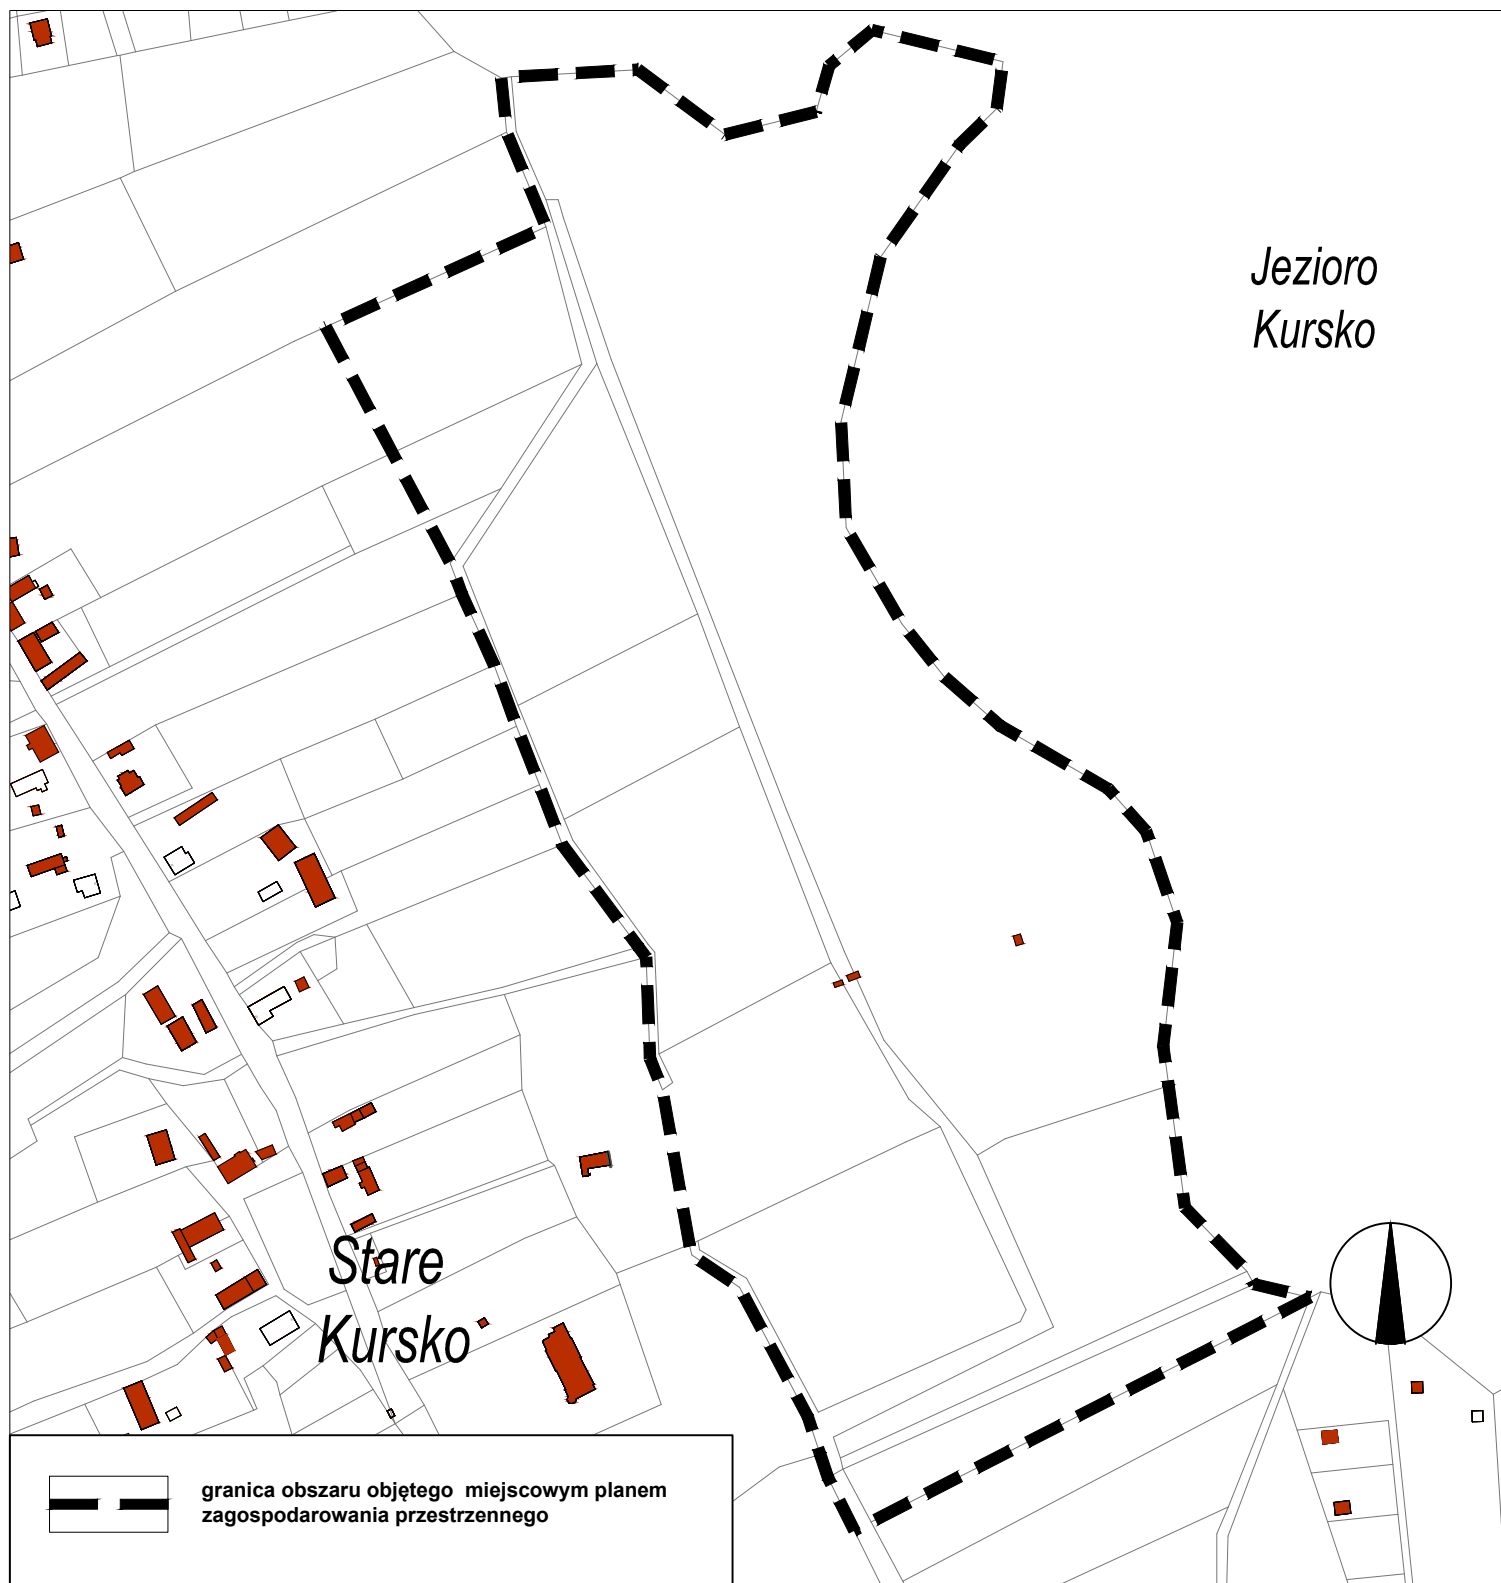 Jezioro
Kursko
Stare
Kursko
granica obszaru objętego miejscowym planem
zagospodarowania przestrzennego